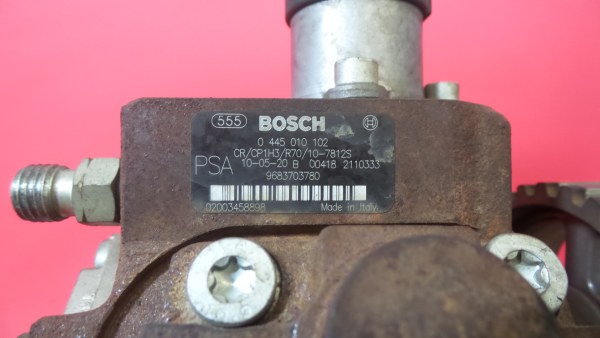 555 BOSCH
0 445 010 102
CR/CP1H3/R70/10-7812S
PSA 10-05-20 B 00418 2110333
9683703780
02003458898 Made in Italy